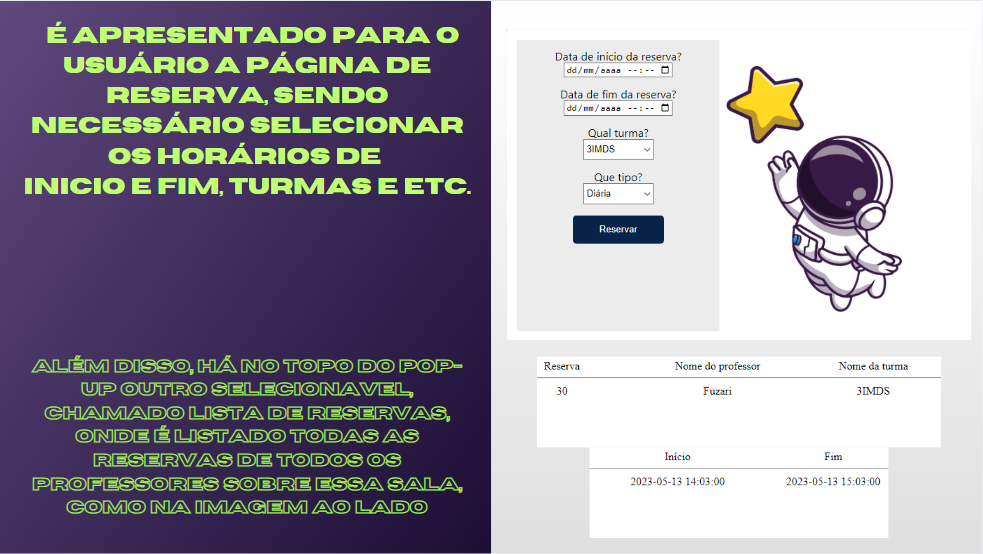 É APRESENTADO PARA O
USUÁRIO A PÁGINA DE
RESERVA, SENDO
NECESSÁRIO SELECIONAR
OS HORÁRIOS DE
INICIO E FIM, TURMAS E ETC.
ALÉM DISSO, HÁ NO TOPO DO POP-
UP OUTRO SELECIONAVEL,
CHAMADO LISTA DE RESERVAS,
ONDE É LISTADO TODAS AS
RESERVAS DE TODOS OS
PROFESSORES SOBRE ESSA SALA,
COMO NA IMAGEM AO LADO
Data de inicio da reserva?
dd/mm/aaaa --:--
Data de fim da reserva?
dd/mm/aaaa --:--
Qual turma?
3IMDS
Que tipo?
Diária
Reservar
Reserva Nome do professor Nome da turma
30 Fuzari 3IMDS
Início Fim
2023-05-13 14:03:00 2023-05-13 15:03:00